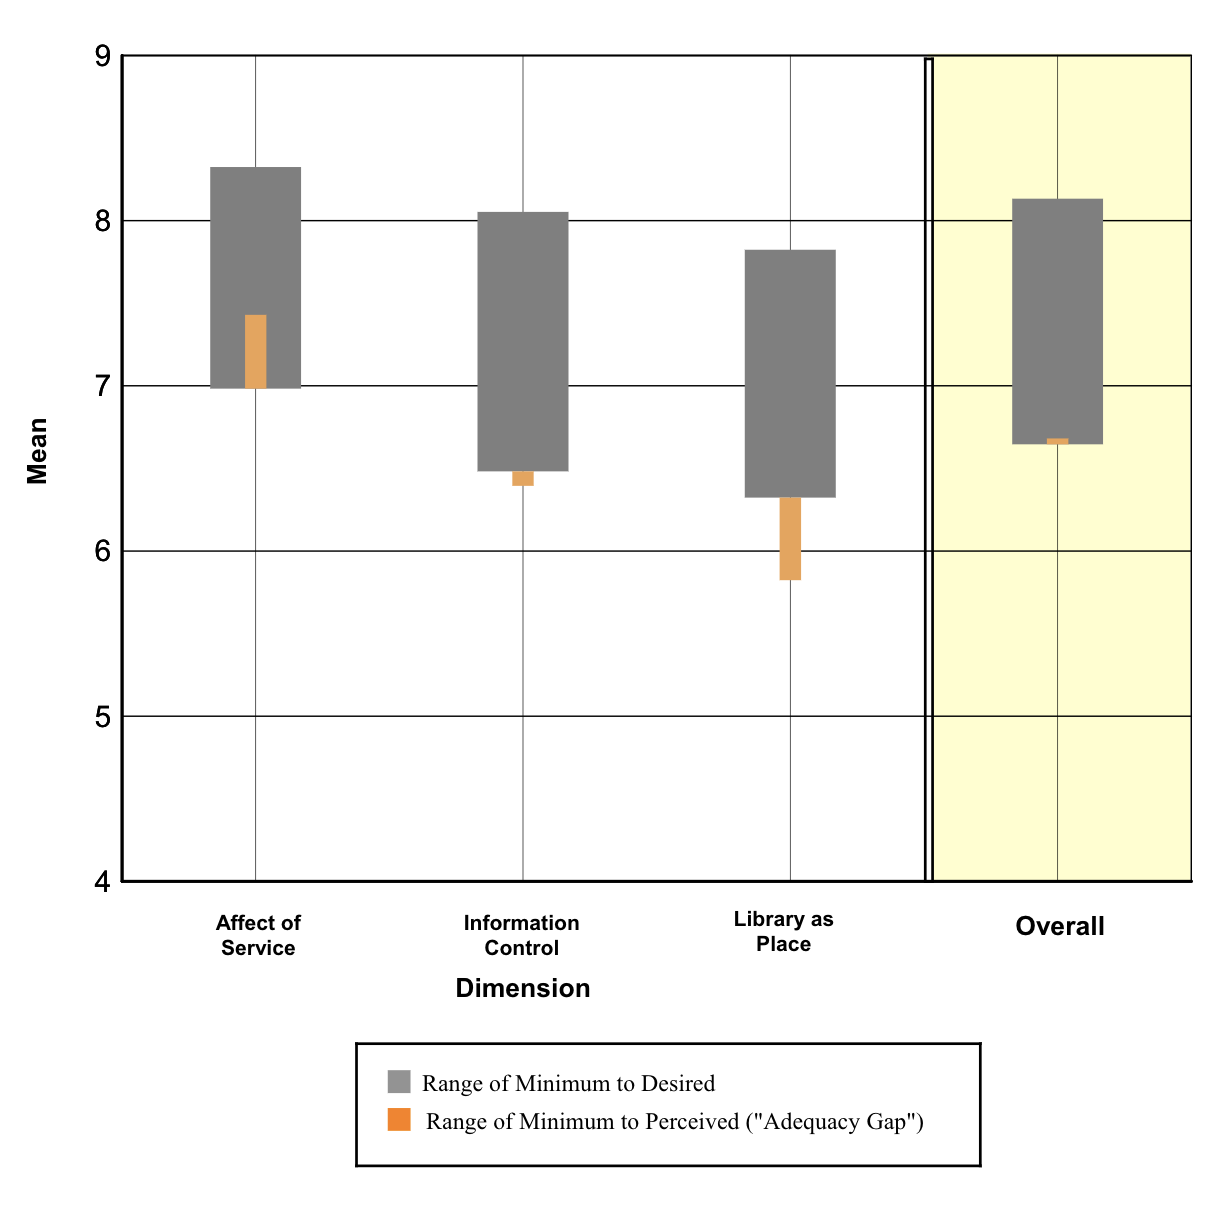 9
8
7
6
5
4
Mean
Affect of
Service
Information
Control
Library as
Place
Overall
Dimension
Range of Minimum to Desired
Range of Minimum to Perceived ("Adequacy Gap")